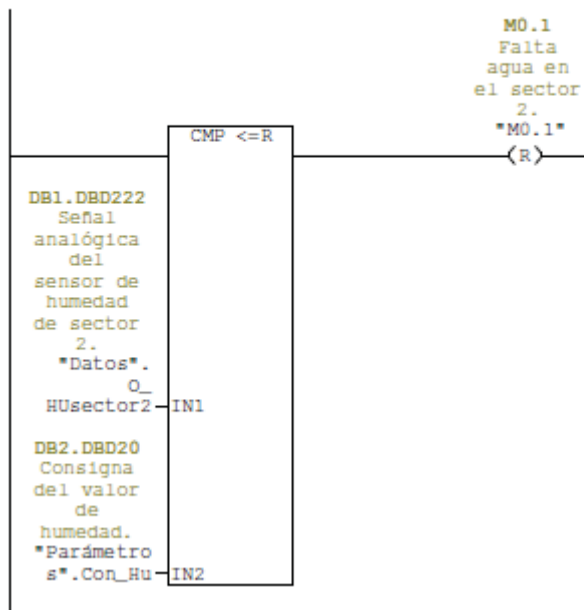 M0.1
Falta
agua en
el sector
2.
"M0.1"
CMP <=R
(R)
DB1.DBD222
Señal
analógica
del
sensor de
humedad
de sector
2.
"Datos".
O_
HUsector2
IN1
DB2.DBD20
Consigna
del valor
de
humedad.
"Parámetro
s".Con_Hu
IN2